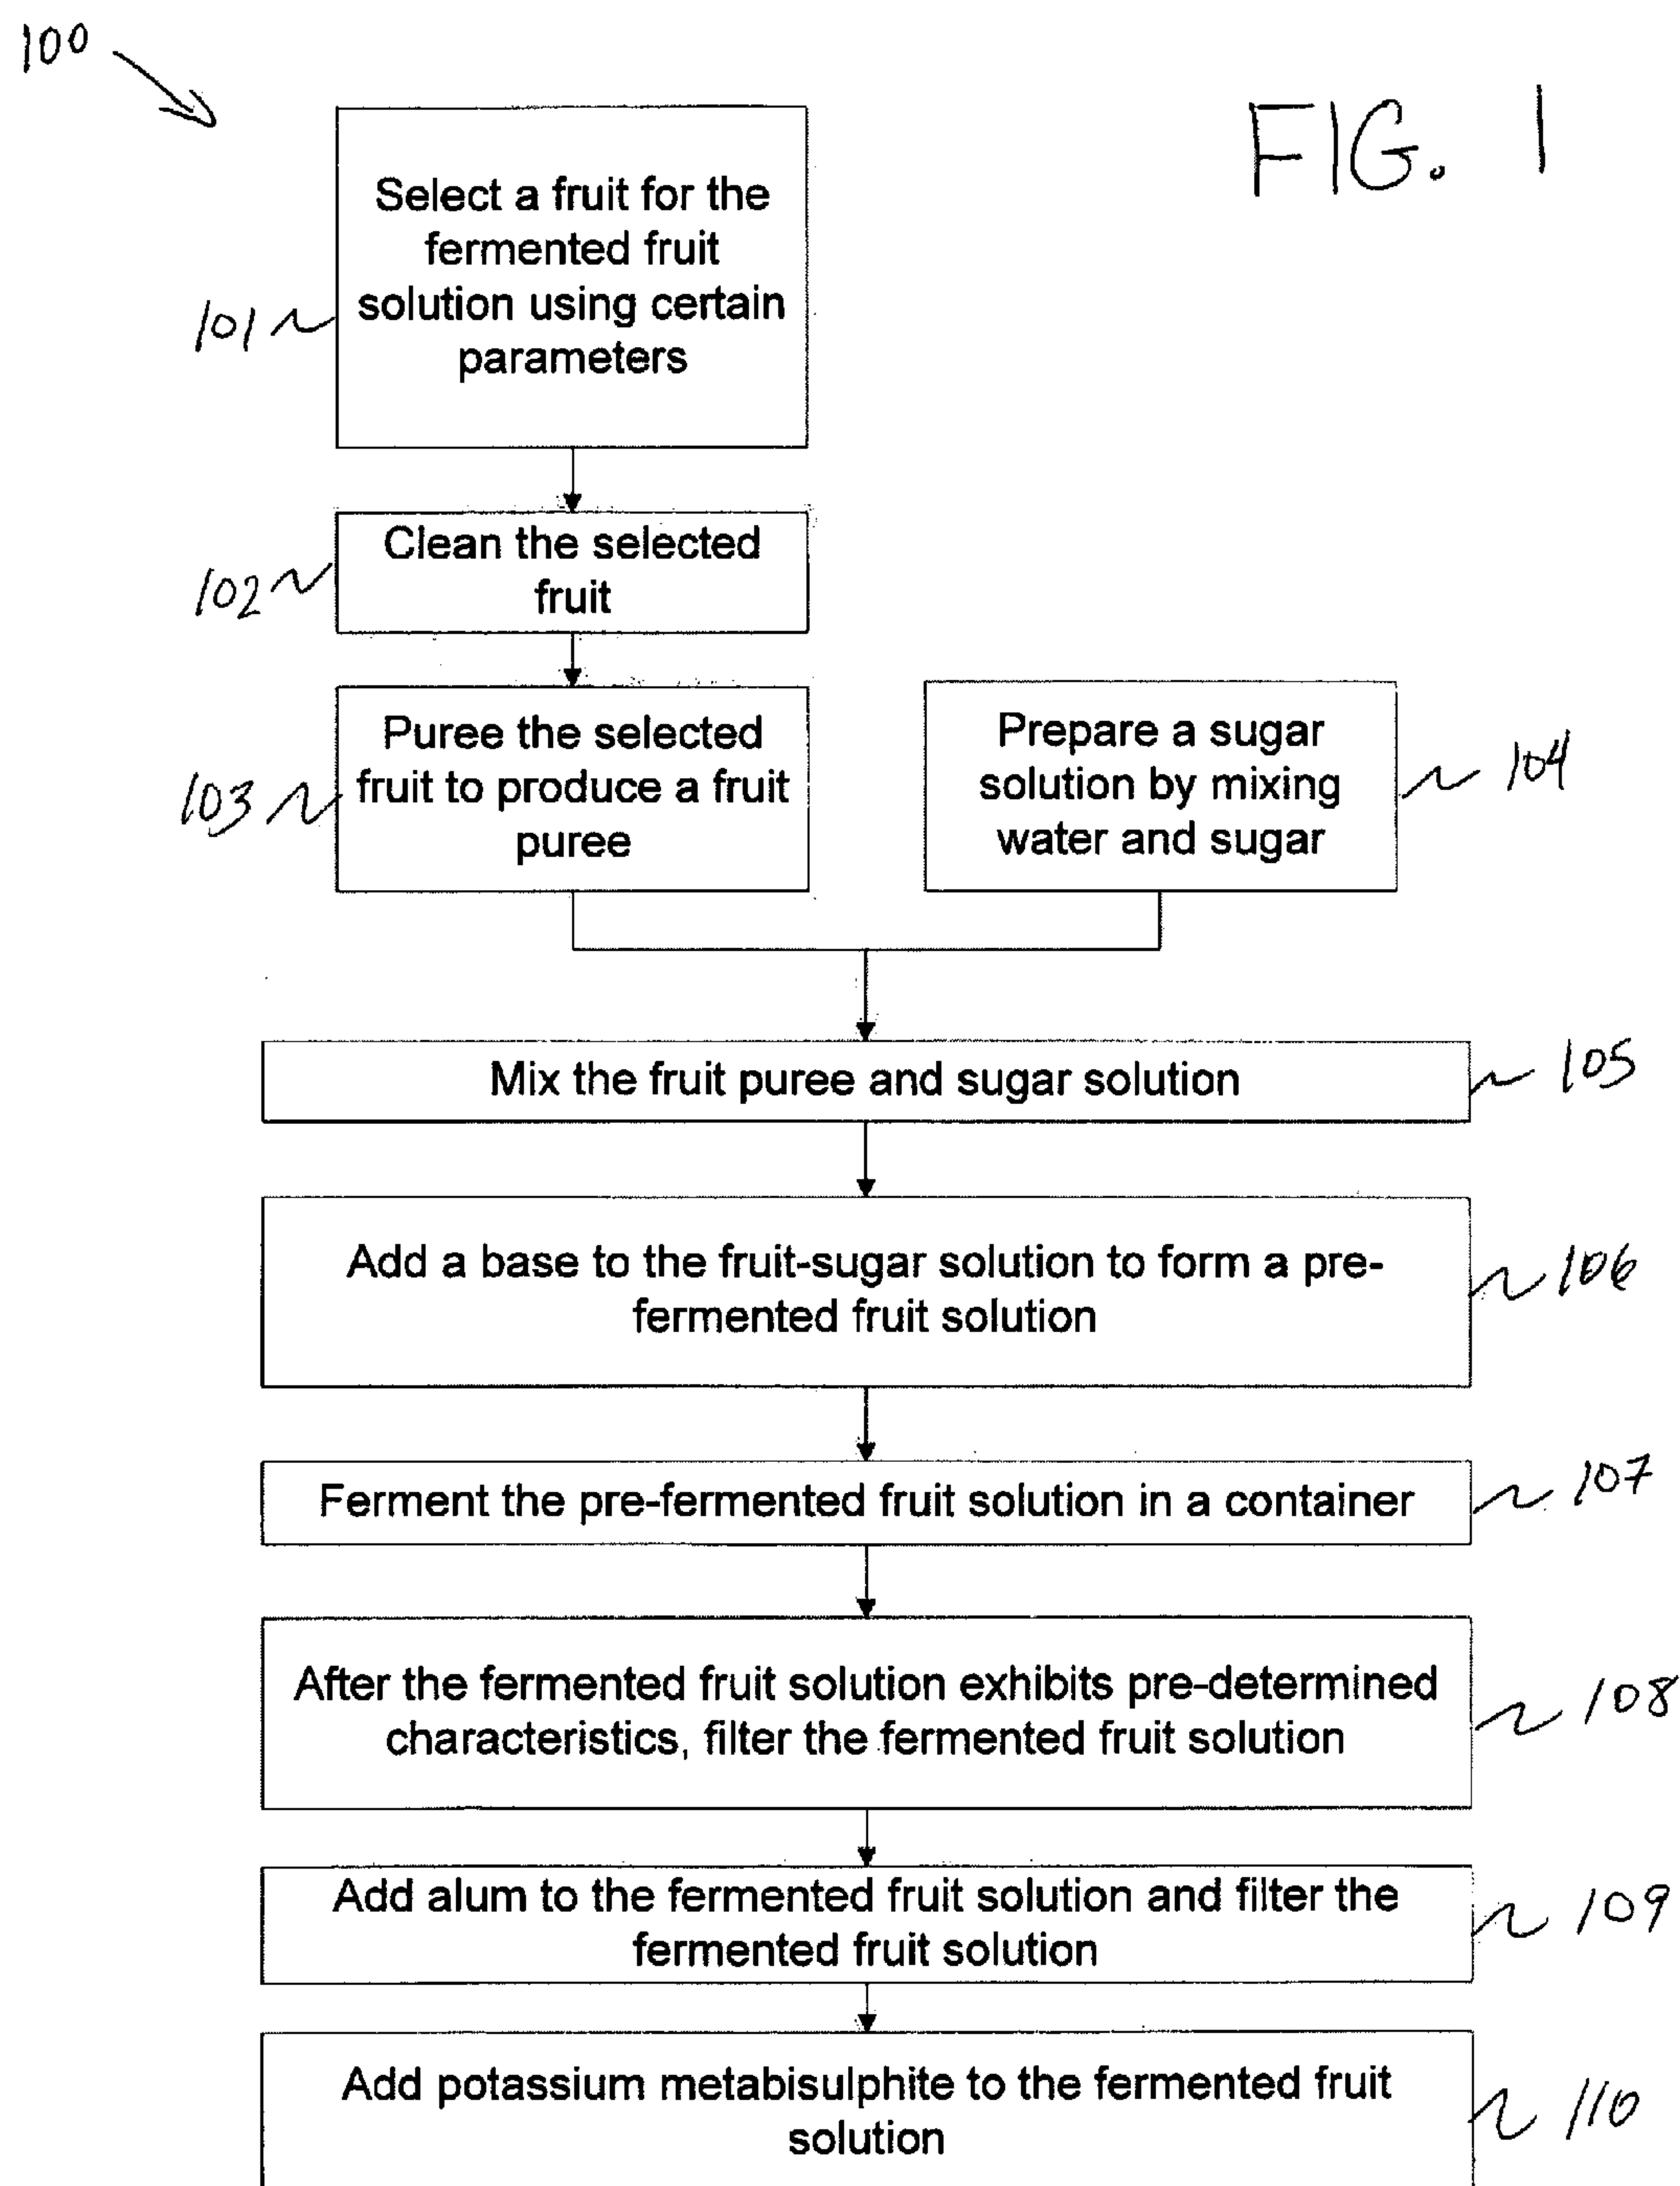 100
FIG. 1
Select a fruit for the
fermented fruit
solution using certain
parameters
101
Clean the selected
fruit
102
Puree the selected
fruit to produce a fruit
puree
103
Prepare a sugar
solution by mixing
water and sugar
104
Mix the fruit puree and sugar solution
105
Add a base to the fruit-sugar solution to form a pre-
fermented fruit solution
106
Ferment the pre-fermented fruit solution in a container
107
After the fermented fruit solution exhibits pre-determined
characteristics, filter the fermented fruit solution
108
Add alum to the fermented fruit solution and filter the
fermented fruit solution
109
Add potassium metabisulphite to the fermented fruit
solution
110